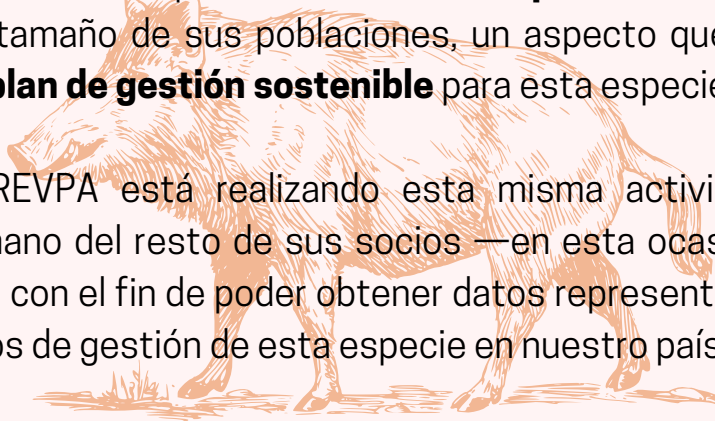 tamaño de sus poblaciones, un aspecto que
plan de gestión sostenible para esta especie
REVPA está realizando esta misma activi
mano del resto de sus socios —en esta ocas
con el fin de poder obtener datos represent
os de gestión de esta especie en nuestro país